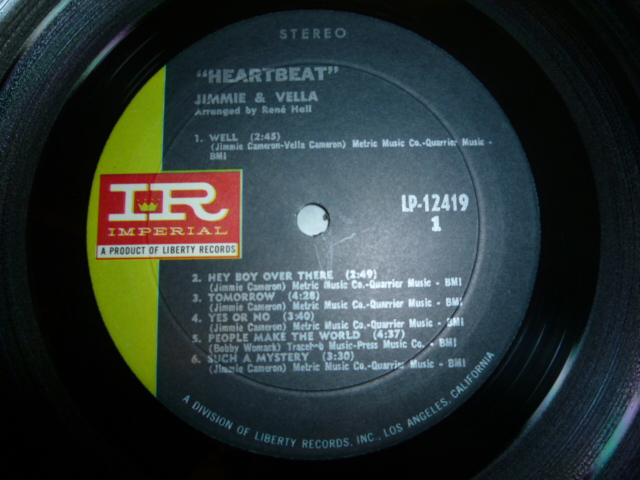 STEREO
"HEARTBEAT"
JIMMIE & VELLA
Arranged by René Hall
1. WELL (2:45)
(Jimmie Cameron-Vella Cameron) Metric Music Co.-Quarrier Music -
BMI
IR
IMPERIAL
A PRODUCT OF LIBERTY RECORDS
LP-12419
1
2. HEY BOY OVER THERE (2:49)
(Jimmie Cameron) Metric Music Co.-Quarrier Music - BMI
3. TOMORROW (4:28)
(Jimmie Cameron) Metric Music Co.-Quarrier Music - BMI
4. YES OR NO (3:40)
(Jimmie Cameron) Metric Music Co.-Quarrier Music - BMI
5. PEOPLE MAKE THE WORLD (4:37)
(Bobby Womack) Music-Press Music Co. - BMI
6. SUCH A MYSTERY (3:30)
(Jimmie Cameron) Metric Music Co.-Quarrier Music - BMI
A DIVISION OF LIBERTY RECORDS, INC., LOS ANGELES, CALIFORNIA